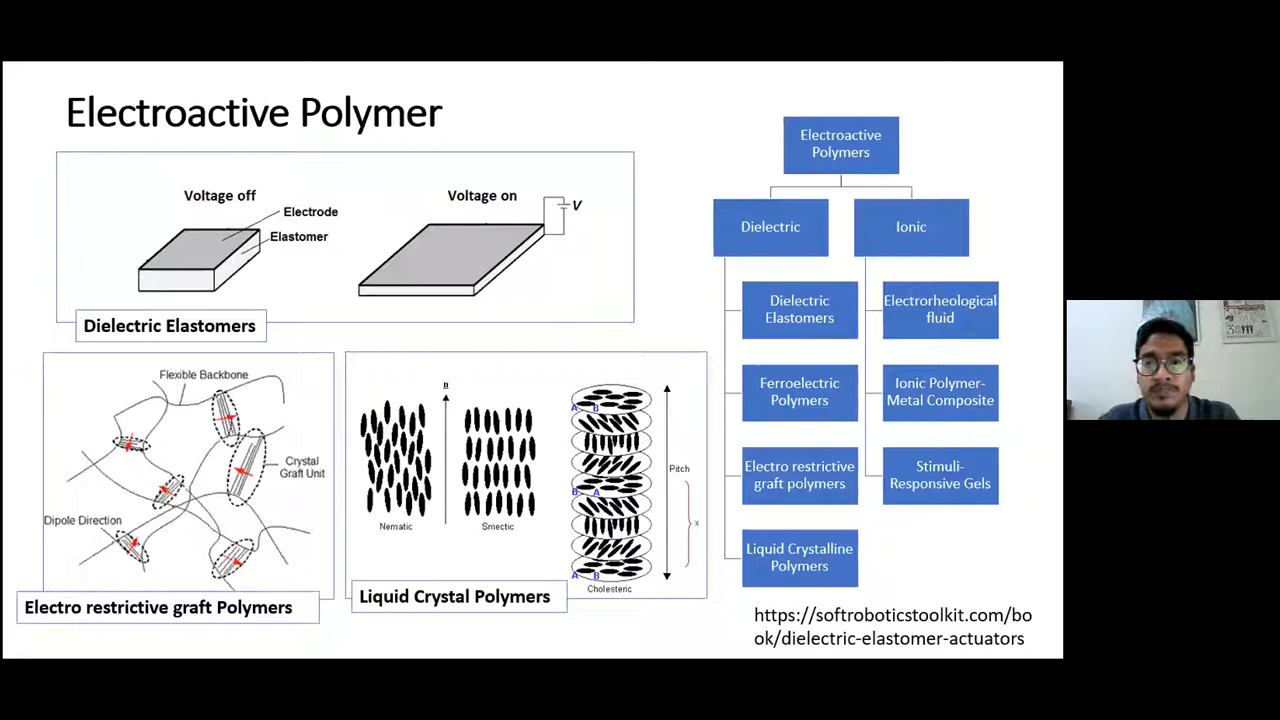 Electroactive Polymer
Voltage off
Voltage on
Electrode
Elastomer
V
Dielectric Elastomers
Flexible Backbone
Crystal
Graft Unit
Dipole Direction
Electro restrictive graft Polymers
n
Nematic
Smectic
A B
B A
A B
Pitch
x
Cholesteric
Liquid Crystal Polymers
Electroactive
Polymers
Dielectric
Ionic
Dielectric
Elastomers
Electrorheological
fluid
Ferroelectric
Polymers
Ionic Polymer-
Metal Composite
Electro restrictive
graft polymers
Stimuli-
Responsive Gels
Liquid Crystalline
Polymers
https://softroboticstoolkit.com/bo
ok/dielectric-elastomer-actuators